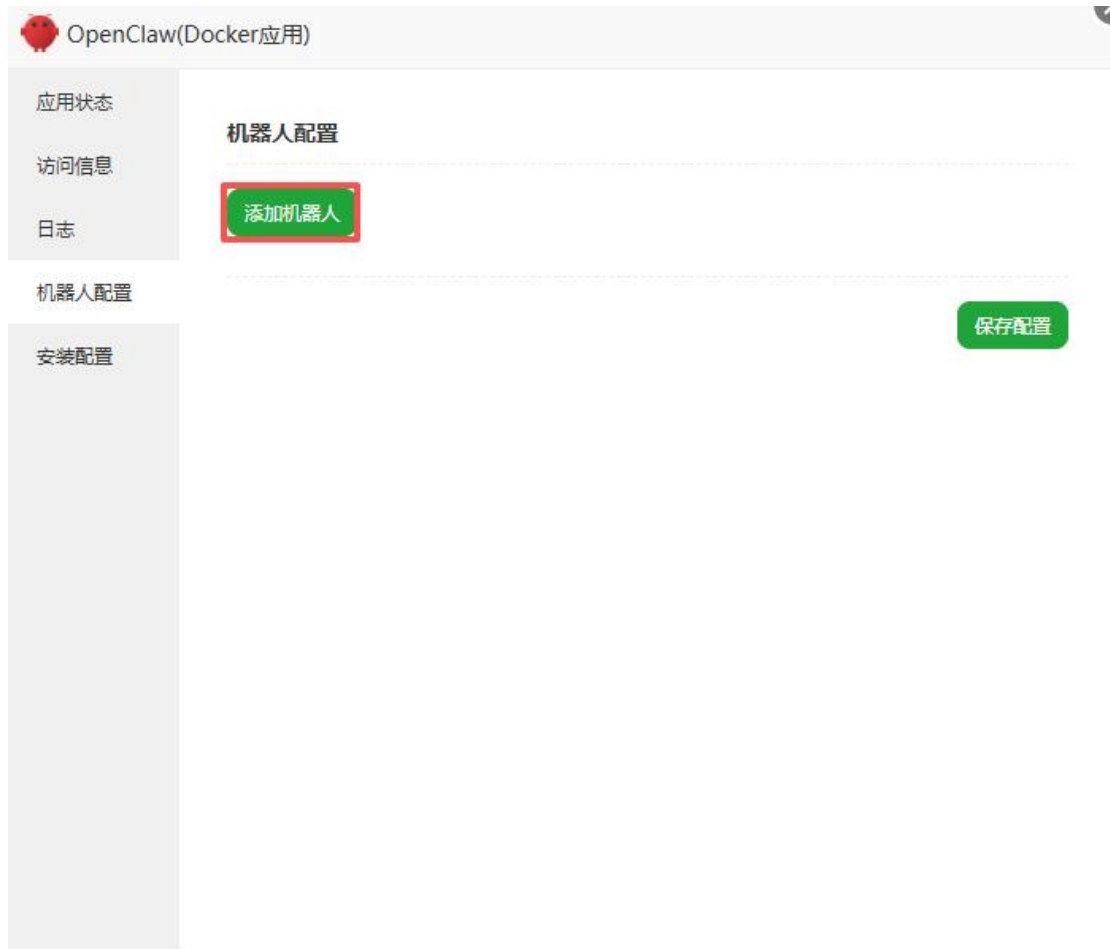 OpenClaw(Docker应用)
应用状态
访问信息
日志
机器人配置
安装配置
机器人配置
添加机器人
保存配置